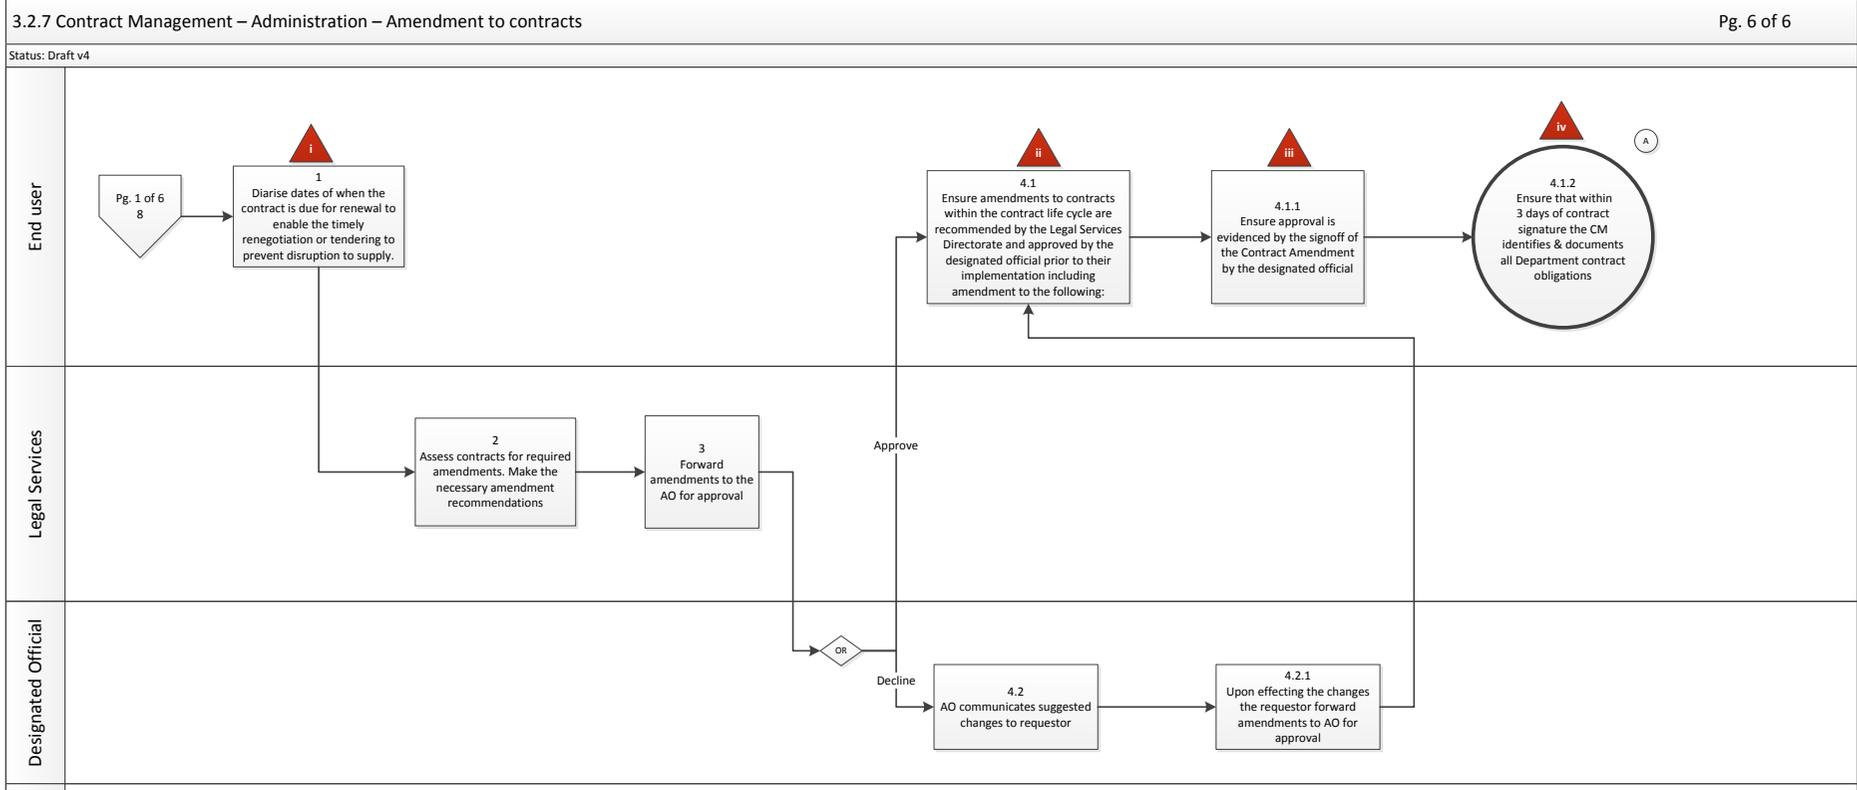 3.2.7 Contract Management – Administration – Amendment to contracts
Pg. 6 of 6
Status: Draft v4
End user
Pg. 1 of 6
8
i
1
Diarise dates of when the
contract is due for renewal to
enable the timely
renegotiation or tendering to
prevent disruption to supply.
ii
4.1
Ensure amendments to contracts
within the contract life cycle are
recommended by the Legal Services
Directorate and approved by the
designated official prior to their
implementation including
amendment to the following:
iii
4.1.1
Ensure approval is
evidenced by the signoff of
the Contract Amendment
by the designated official
iv
A
4.1.2
Ensure that within
3 days of contract
signature the CM
identifies & documents
all Department contract
obligations
Legal Services
2
Assess contracts for required
amendments. Make the
necessary amendment
recommendations
3
Forward
amendments to the
AO for approval
Approve
Designated Official
OR
Decline
4.2
AO communicates suggested
changes to requestor
4.2.1
Upon effecting the changes
the requestor forward
amendments to AO for
approval